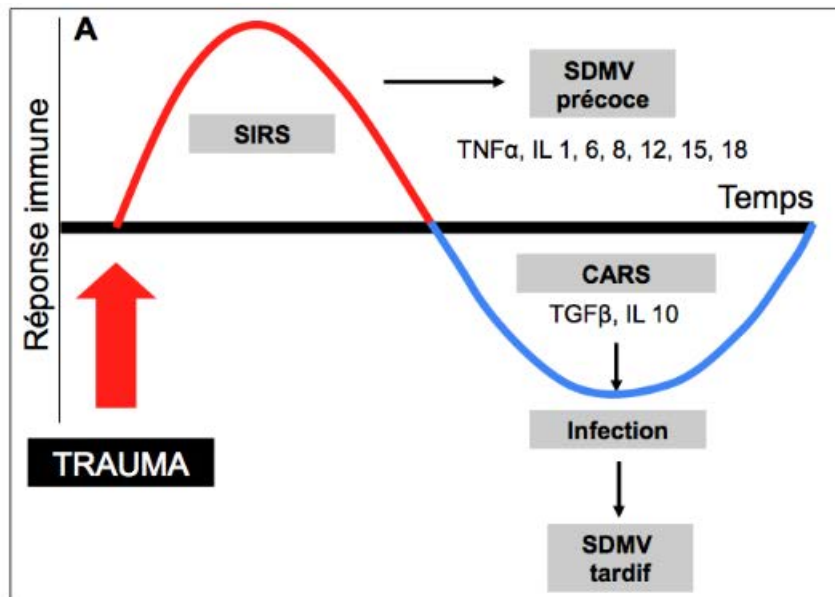 A
Réponse immune
SIRS
SDMV
précoce
TNFα, IL 1, 6, 8, 12, 15, 18
Temps
CARS
TGFβ, IL 10
TRAUMA
Infection
SDMV
tardif